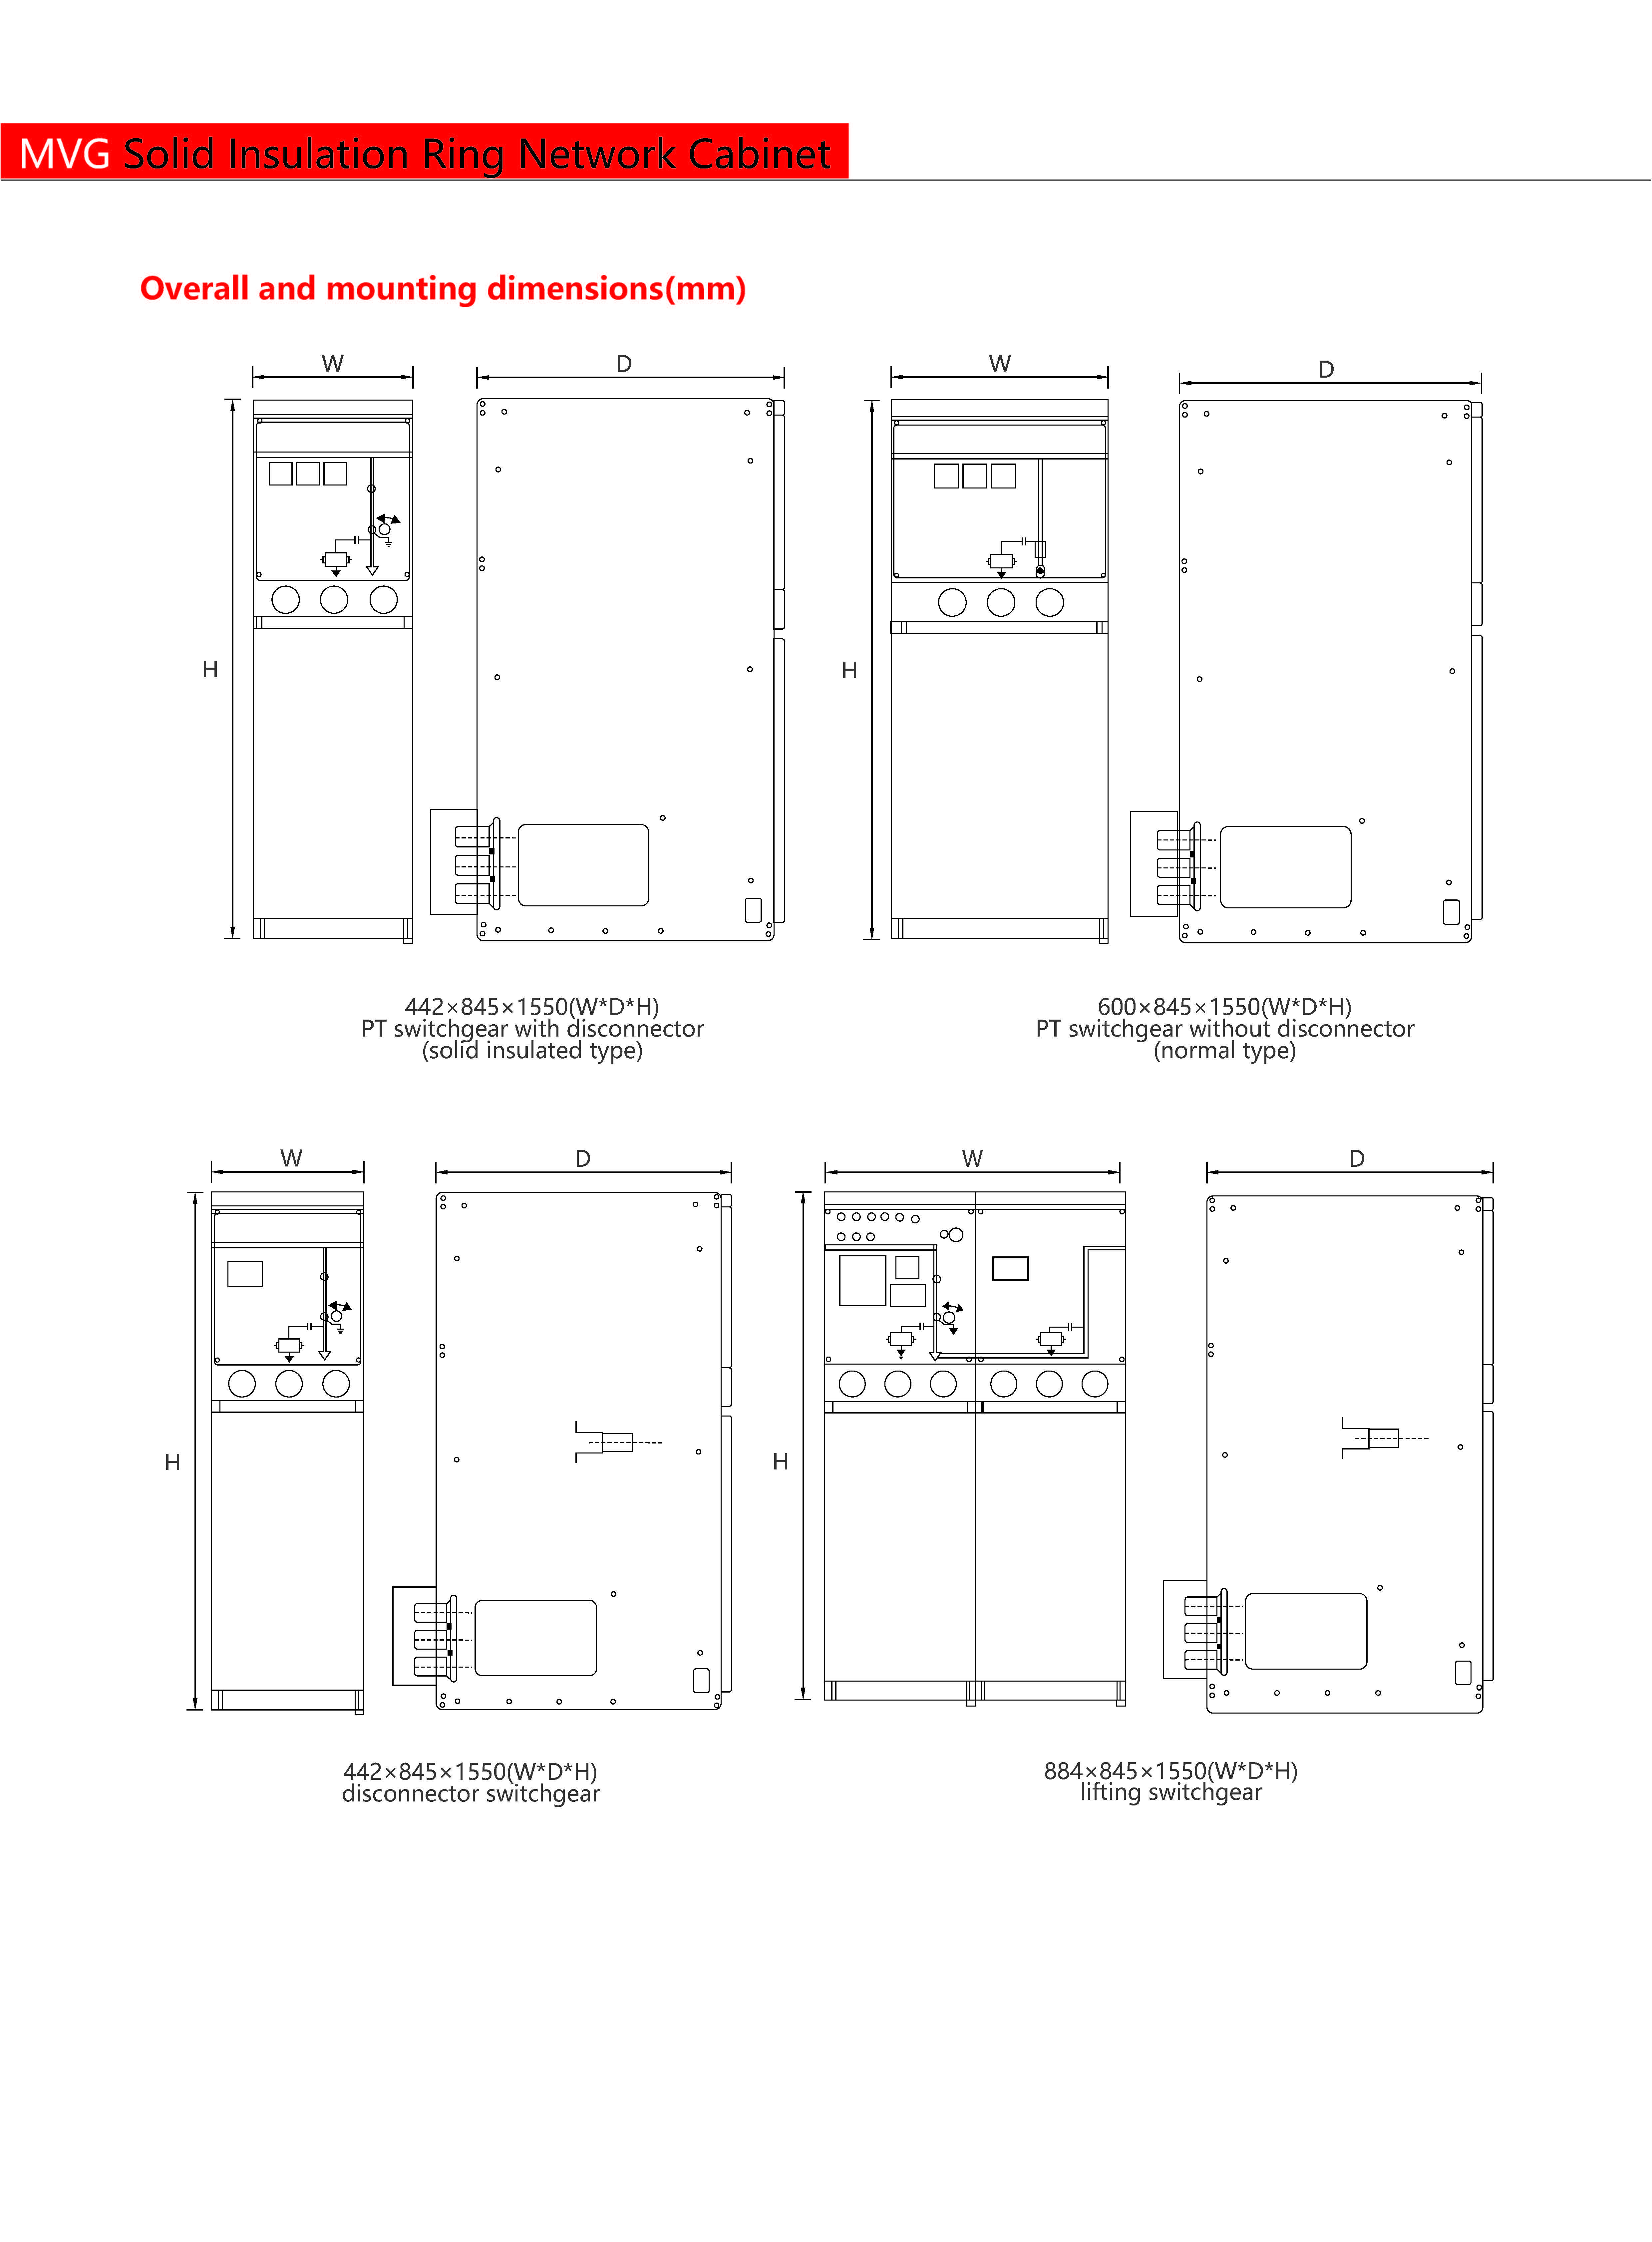 MVG Solid Insulation Ring Network Cabinet
Overall and mounting dimensions(mm)
W
D
W
D
H
H
442×845×1550(W*D*H)
PT switchgear with disconnector
(solid insulated type)
600×845×1550(W*D*H)
PT switchgear without disconnector
(normal type)
W
D
W
D
H
H
442×845×1550(W*D*H)
disconnector switchgear
884×845×1550(W*D*H)
lifting switchgear